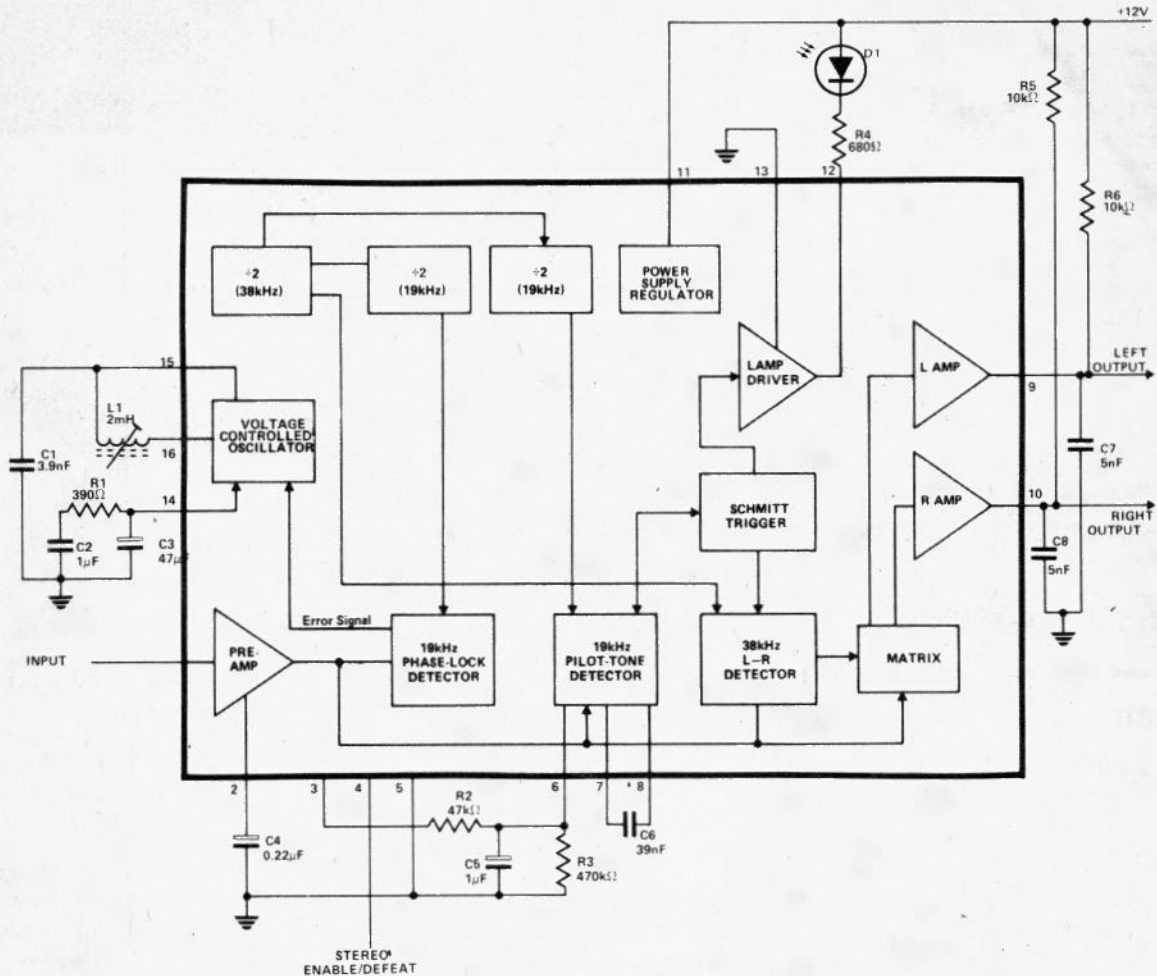 +12V
D1
R5
10kΩ
R4
680Ω
11
13
12
R6
10kΩ
÷2
(38kHz)
÷2
(19kHz)
÷2
(19kHz)
POWER
SUPPLY
REGULATOR
15
LAMP
DRIVER
L AMP
LEFT
OUTPUT
9
L1
2mH
VOLTAGE
CONTROLLED
OSCILLATOR
16
C1
3.9nF
C7
5nF
R1
390Ω
14
SCHMITT
TRIGGER
R AMP
10
RIGHT
OUTPUT
C2
1μF
C3
47μF
C8
5nF
Error Signal
INPUT
PRE-
AMP
19kHz
PHASE-LOCK
DETECTOR
19kHz
PILOT-TONE
DETECTOR
38kHz
L–R
DETECTOR
MATRIX
2
3
4
5
6
7
8
R2
47kΩ
C4
0.22μF
C5
1μF
R3
470kΩ
C6
39nF
STEREO
ENABLE/DEFEAT